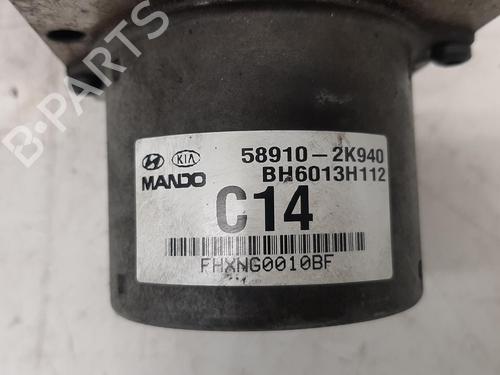 B-PARTS
KIA 58910-2K940
MANDO BH6013H112
C14
FHXNG0010BF